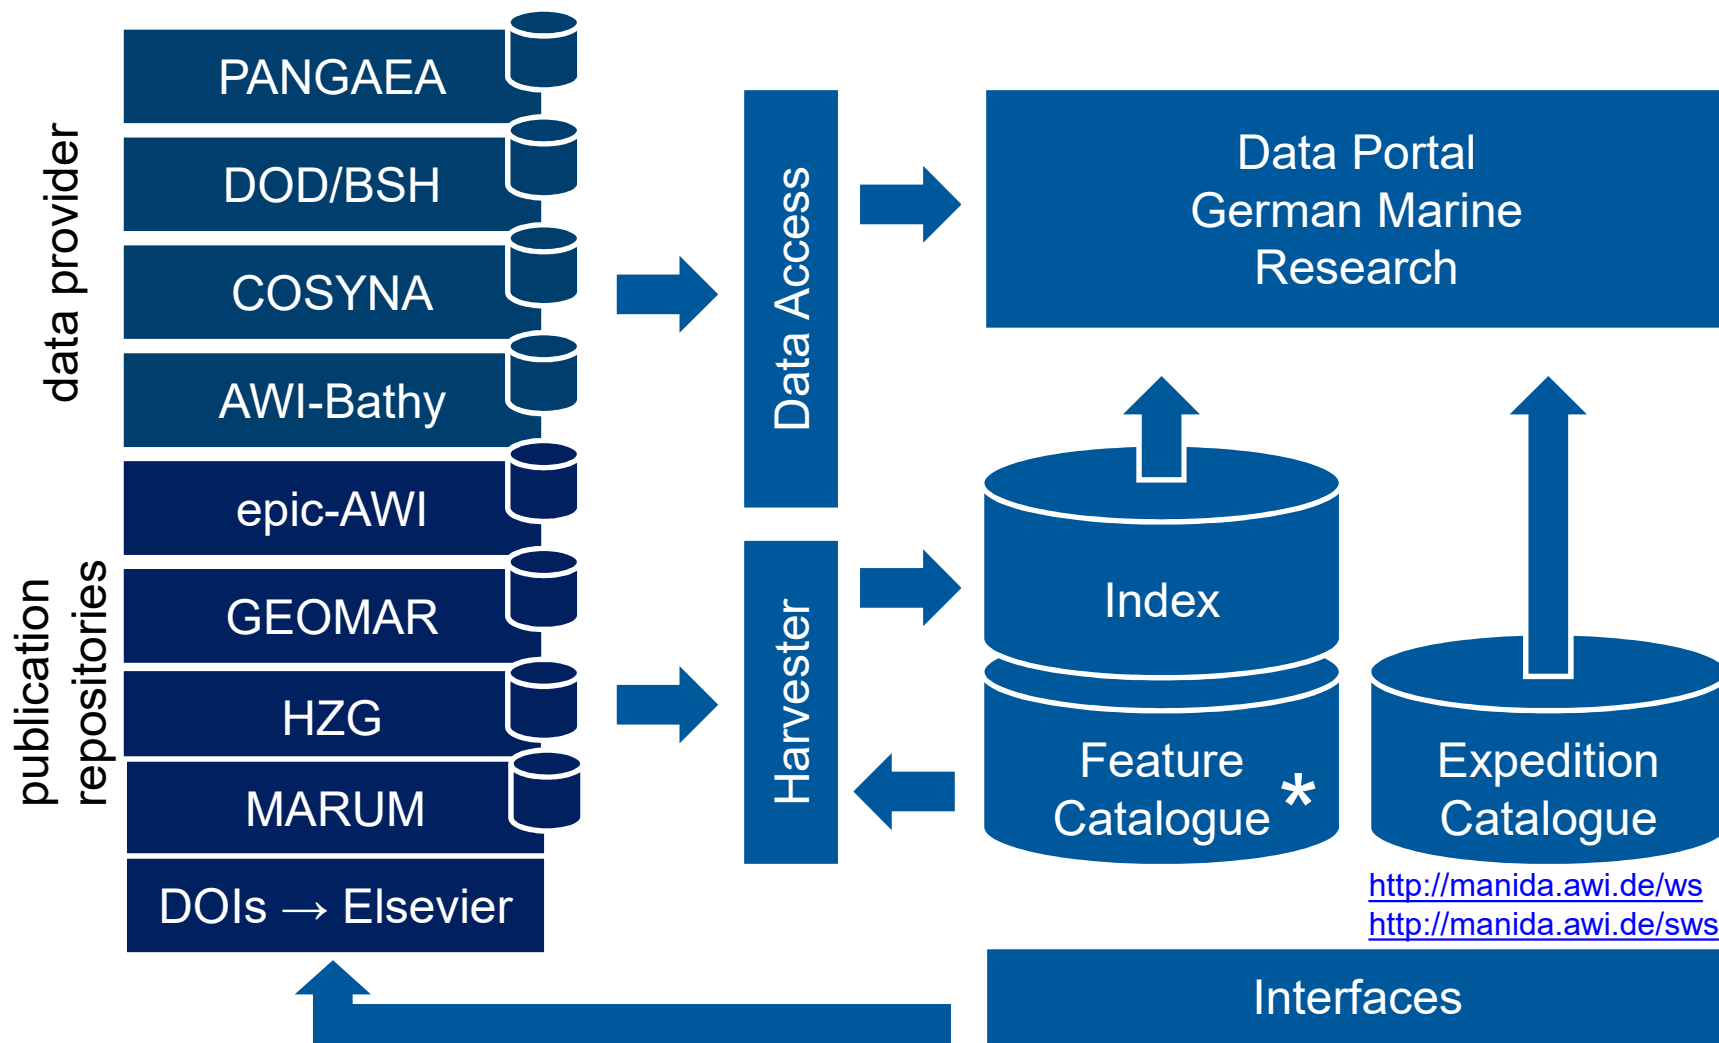 data provider
PANGAEA
DOD/BSH
COSYNA
AWI-Bathy
publication
repositories
epic-AWI
GEOMAR
HZG
MARUM
DOIs → Elsevier
Data Access
Harvester
Data Portal
German Marine
Research
Index
Feature
Catalogue *
Expedition
Catalogue
http://manida.awi.de/ws
http://manida.awi.de/sws
Interfaces